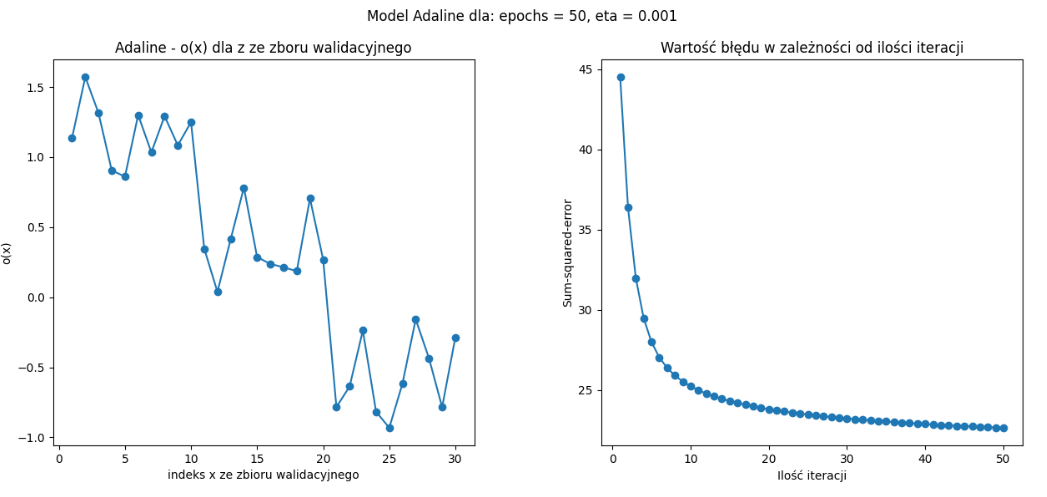 Model Adaline dla: epochs = 50, eta = 0.001
Adaline - o(x) dla z ze zboru walidacyjnego
1.5
1.0
0.5
0.0
−0.5
−1.0
o(x)
0 5 10 15 20 25 30
indeks x ze zbioru walidacyjnego
Wartość błędu w zależności od ilości iteracji
45
40
35
30
25
Sum-squared-error
0 10 20 30 40 50
Ilość iteracji